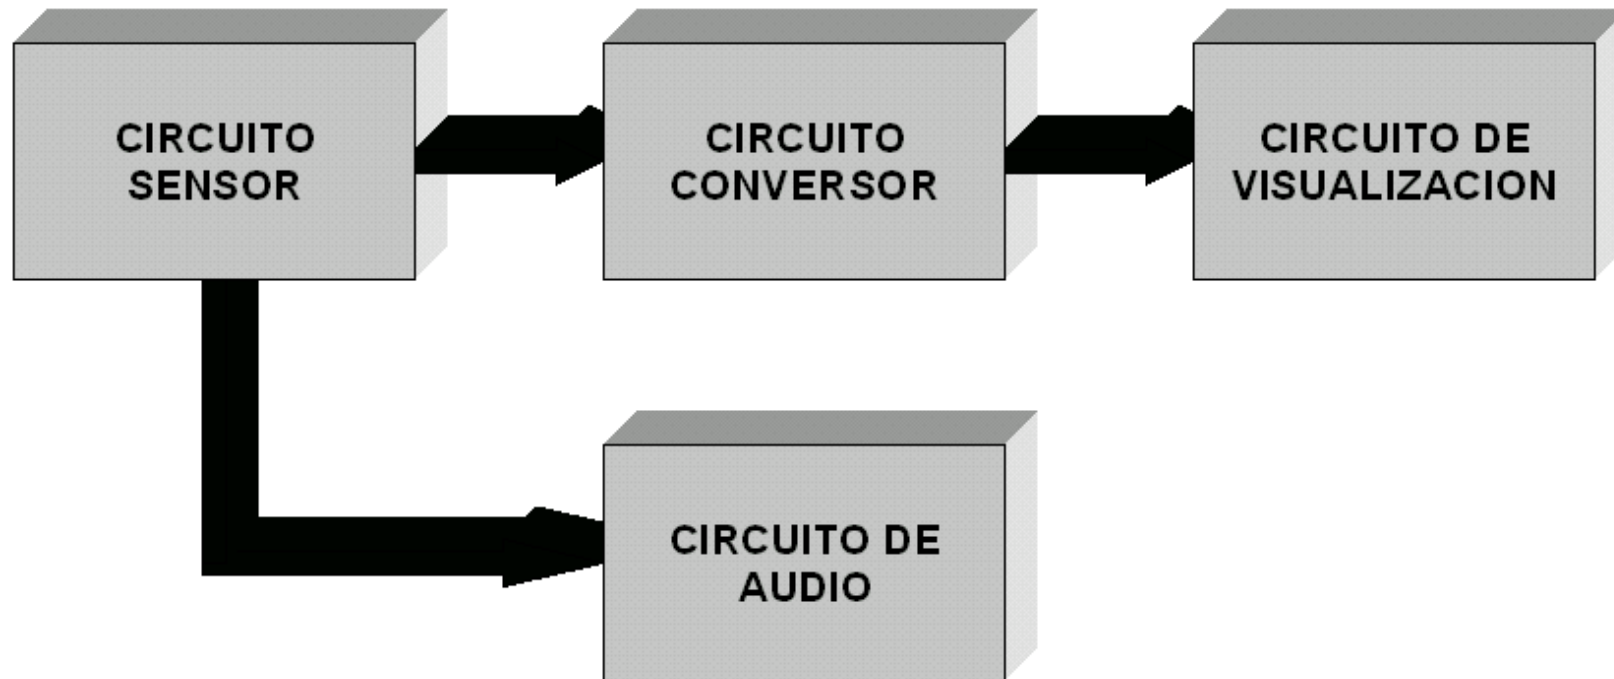 CIRCUITO
SENSOR
CIRCUITO
CONVERSOR
CIRCUITO DE
VISUALIZACION
CIRCUITO DE
AUDIO